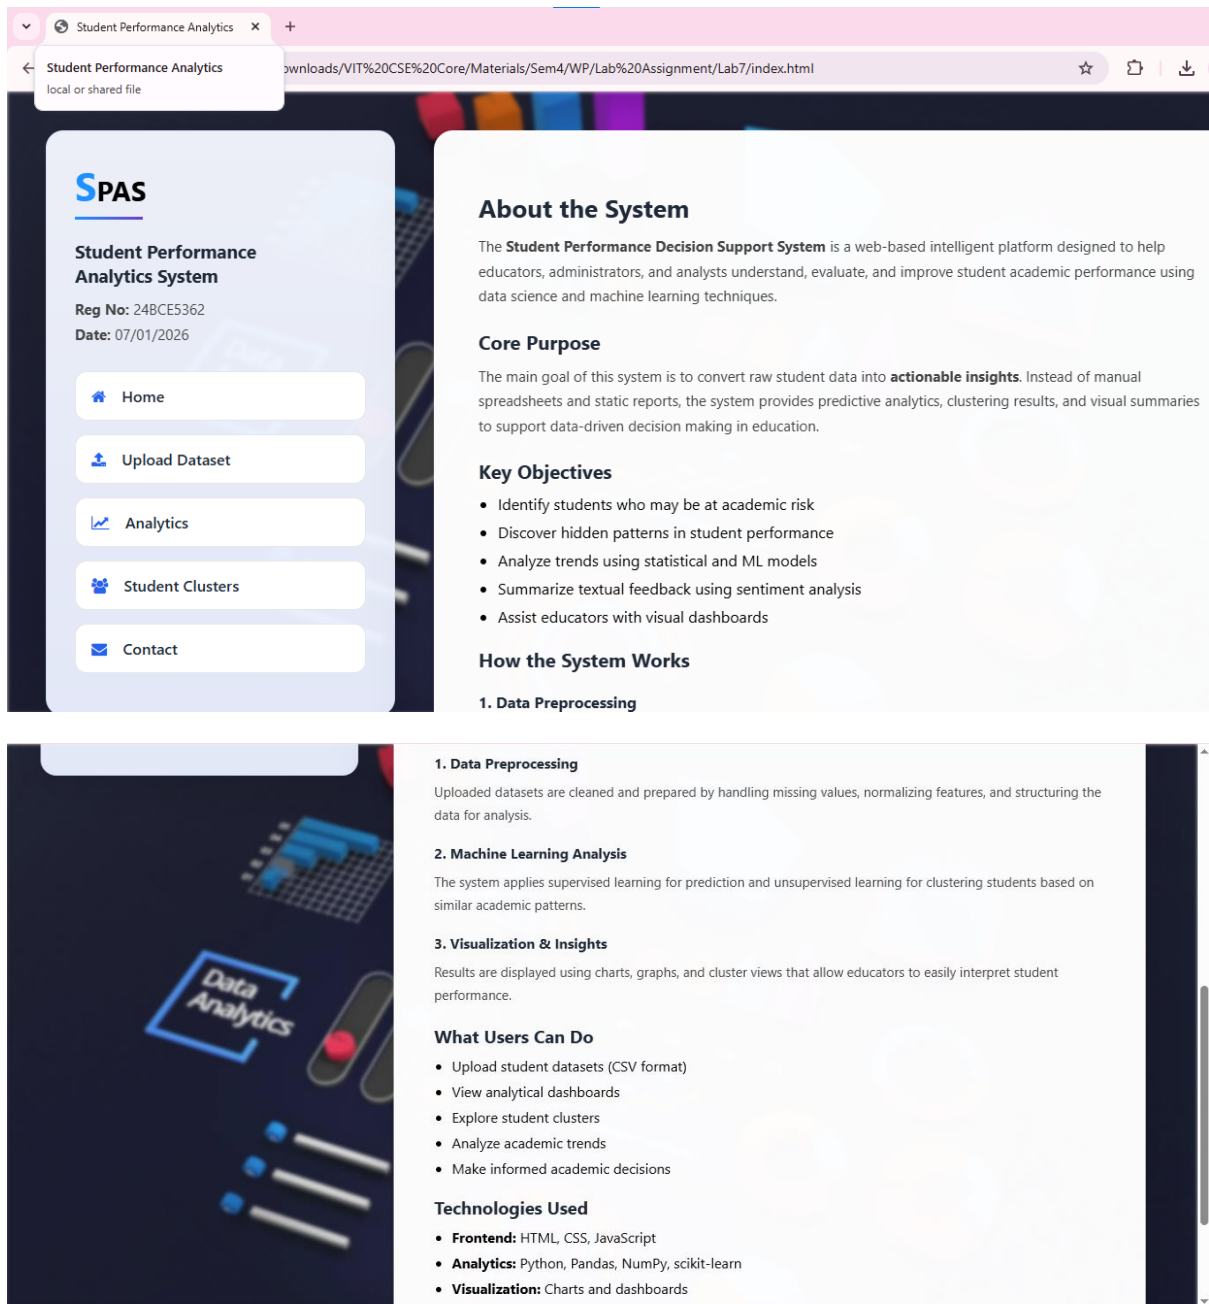 Student Performance Analytics
Student Performance Analytics
local or shared file
ownloads/VIT%20CSE%20Core/Materials/Sem4/WP/Lab%20Assignment/Lab7/index.html
SPAS
Student Performance
Analytics System
Reg No: 24BCE5362
Date: 07/01/2026
Home
Upload Dataset
Analytics
Student Clusters
Contact
About the System
The Student Performance Decision Support System is a web-based intelligent platform designed to help
educators, administrators, and analysts understand, evaluate, and improve student academic performance using
data science and machine learning techniques.
Core Purpose
The main goal of this system is to convert raw student data into actionable insights. Instead of manual
spreadsheets and static reports, the system provides predictive analytics, clustering results, and visual summaries
to support data-driven decision making in education.
Key Objectives
• Identify students who may be at academic risk
• Discover hidden patterns in student performance
• Analyze trends using statistical and ML models
• Summarize textual feedback using sentiment analysis
• Assist educators with visual dashboards
How the System Works
1. Data Preprocessing
1. Data Preprocessing
Uploaded datasets are cleaned and prepared by handling missing values, normalizing features, and structuring the
data for analysis.
2. Machine Learning Analysis
The system applies supervised learning for prediction and unsupervised learning for clustering students based on
similar academic patterns.
3. Visualization & Insights
Results are displayed using charts, graphs, and cluster views that allow educators to easily interpret student
performance.
Data
Analytics
What Users Can Do
• Upload student datasets (CSV format)
• View analytical dashboards
• Explore student clusters
• Analyze academic trends
• Make informed academic decisions
Technologies Used
• Frontend: HTML, CSS, JavaScript
• Analytics: Python, Pandas, NumPy, scikit-learn
• Visualization: Charts and dashboards